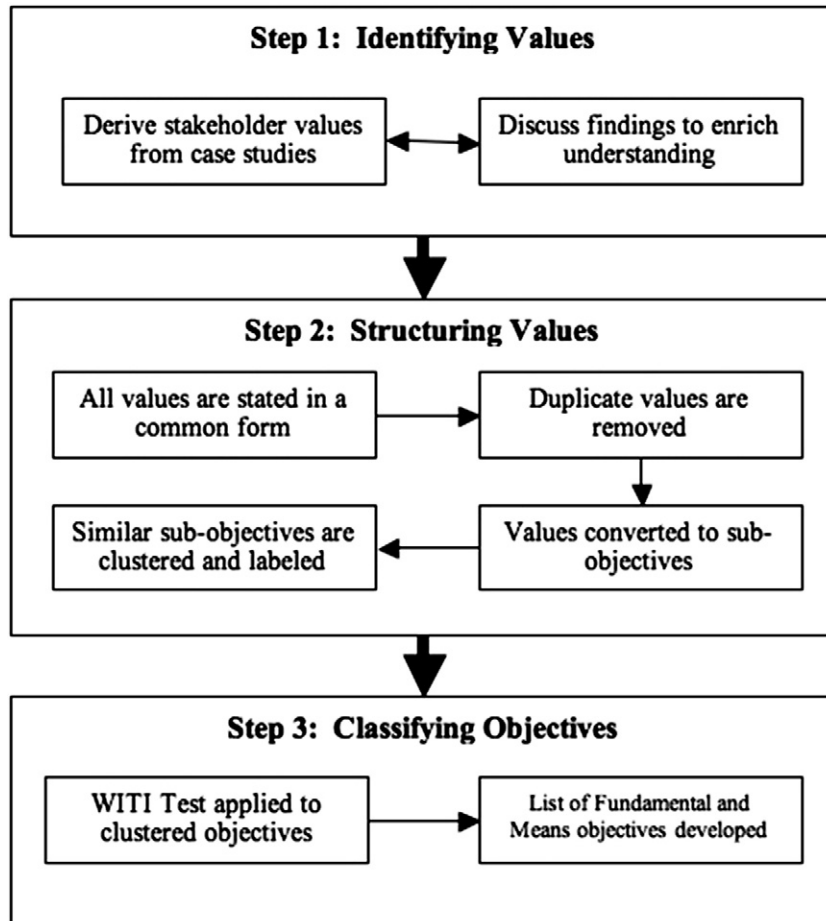 Step 1: Identifying Values
Derive stakeholder values
from case studies
Discuss findings to enrich
understanding
Step 2: Structuring Values
All values are stated in a
common form
Duplicate values are
removed
Values converted to sub-
objectives
Similar sub-objectives are
clustered and labeled
Step 3: Classifying Objectives
WITI Test applied to
clustered objectives
List of Fundamental and
Means objectives developed